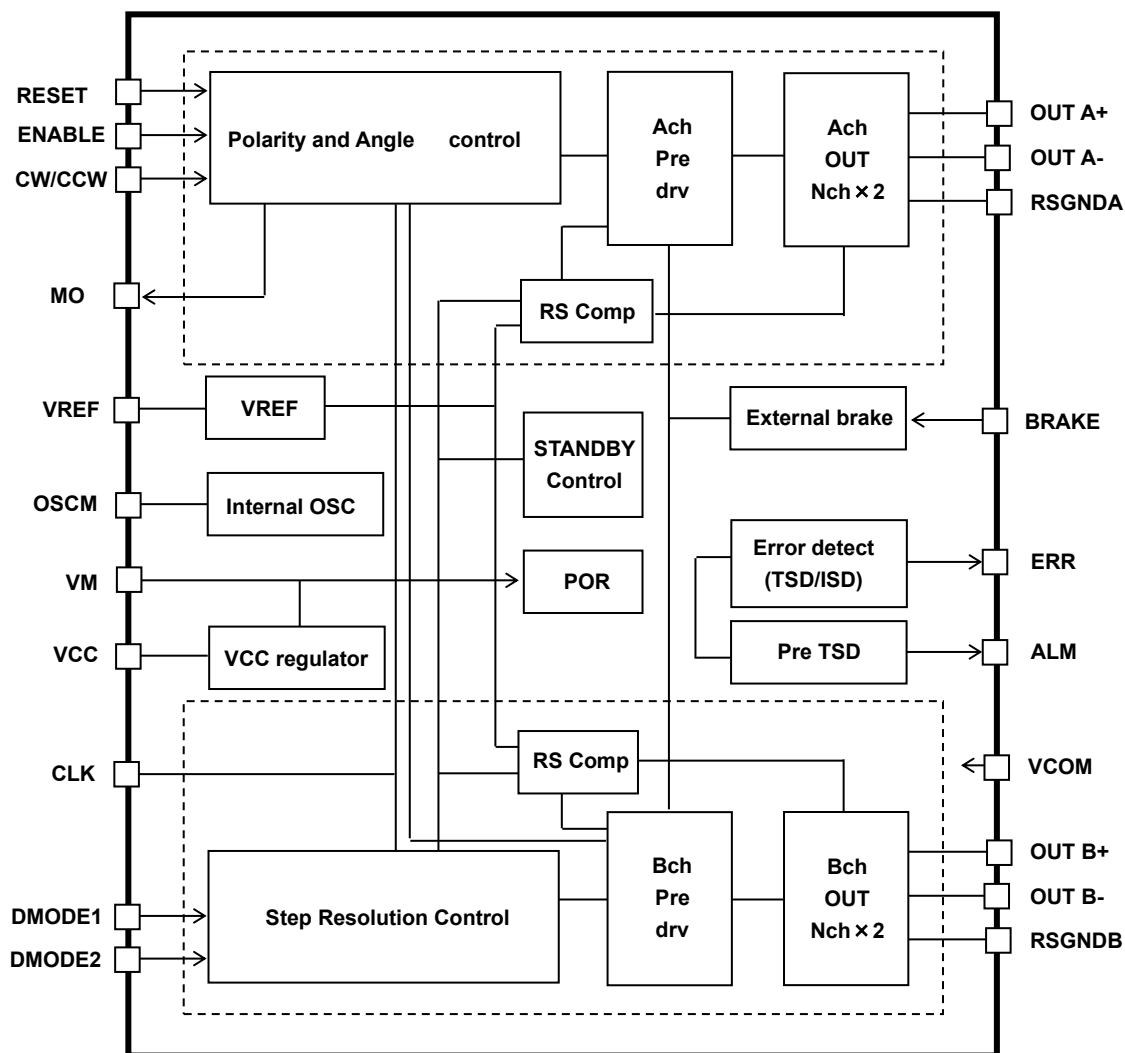 RESET
ENABLE
CW/CCW
MO
VREF
OSCM
VM
VCC
CLK
DMODE1
DMODE2
Polarity and Angle control
Ach
Pre
drv
Ach
OUT
Nch×2
RS Comp
VREF
STANDBY
Control
External brake
Internal OSC
Error detect
(TSD/ISD)
POR
VCC regulator
Pre TSD
RS Comp
Step Resolution Control
Bch
Pre
drv
Bch
OUT
Nch×2
OUT A+
OUT A-
RSGNDA
BRAKE
ERR
ALM
VCOM
OUT B+
OUT B-
RSGNDB